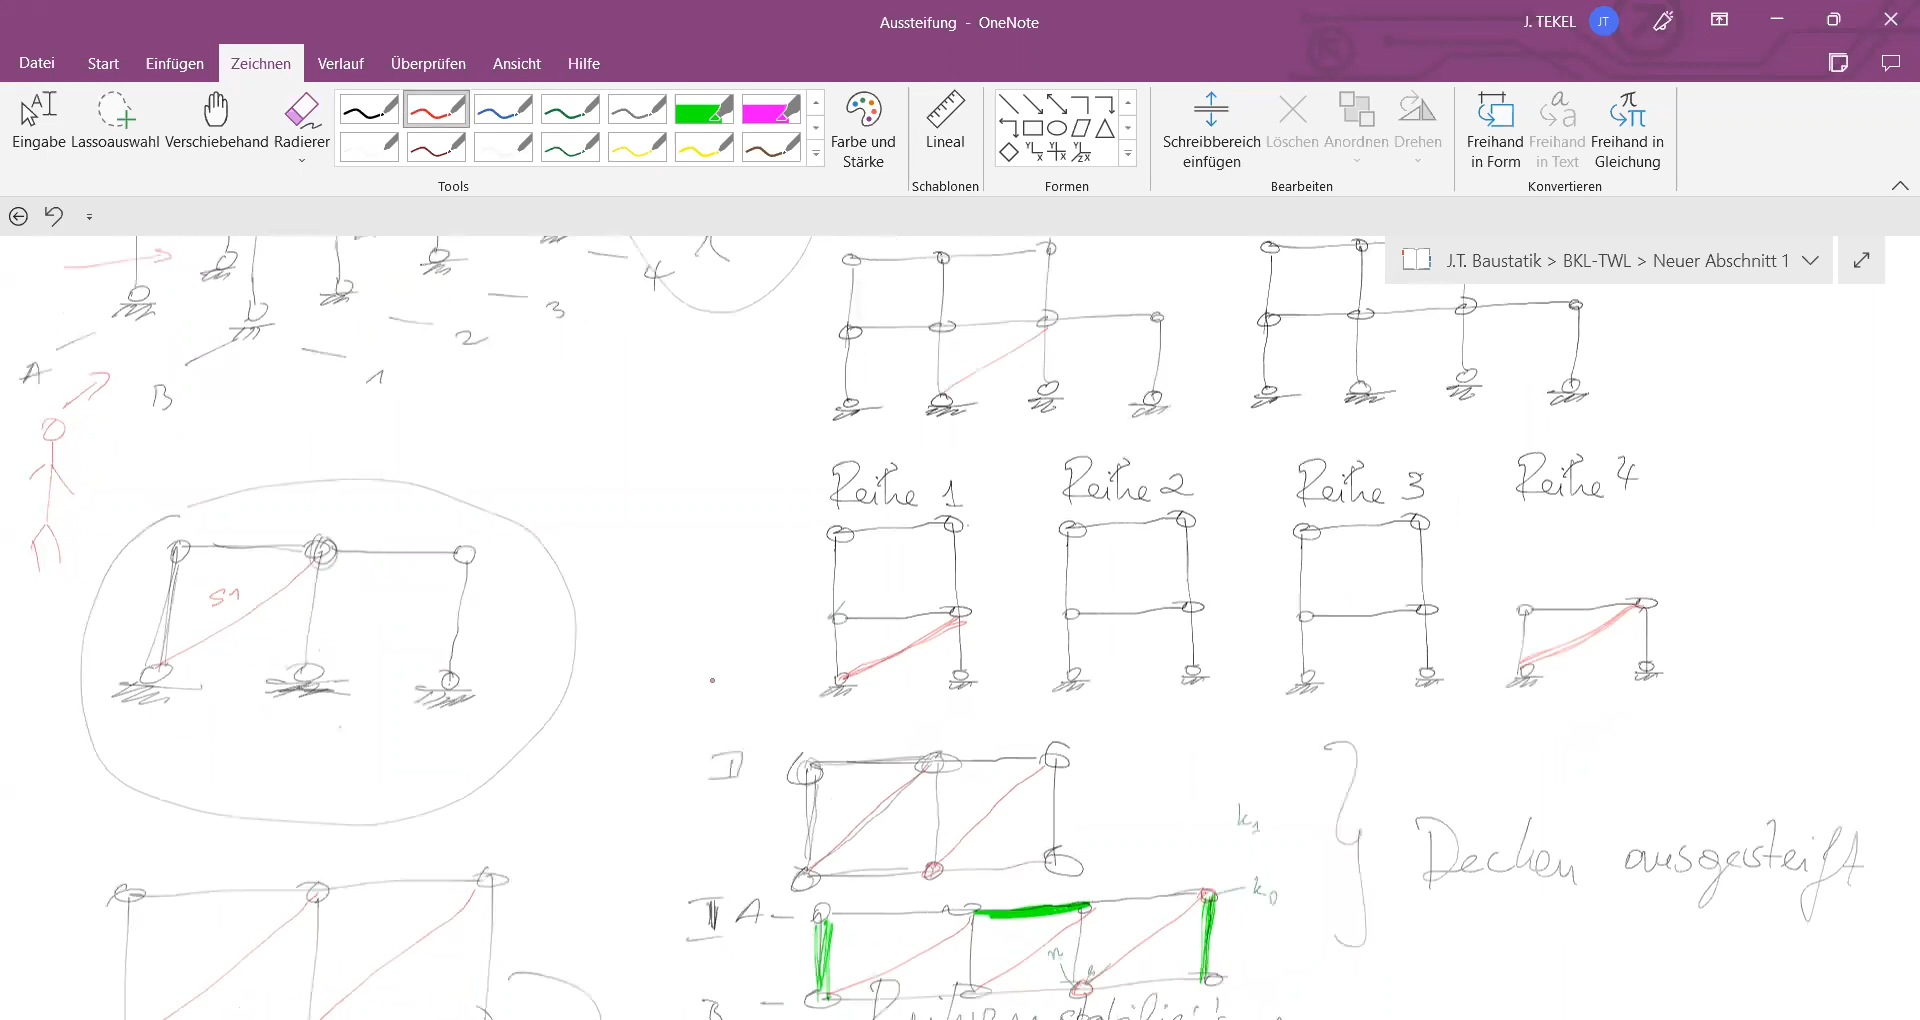 Aussteifung - OneNote
J. TEKEL
JT
Datei
Start
Einfügen
Zeichnen
Verlauf
Überprüfen
Ansicht
Hilfe
Eingabe
Lassoauswahl
Verschiebehand
Radierer
Farbe und
Stärke
Lineal
Schreibbereich
einfügen
Löschen
Anordnen
Drehen
Freihand
in Form
Freihand
in Text
Freihand in
Gleichung
Tools
Schablonen
Formen
Bearbeiten
Konvertieren
J.T. Baustatik > BKL-TWL > Neuer Abschnitt 1
4
3
2
1
A
B
Reihe 1
Reihe 2
Reihe 3
Reihe 4
S1
I
k1
Decken ausgesteift
II A -
k0
n
B -